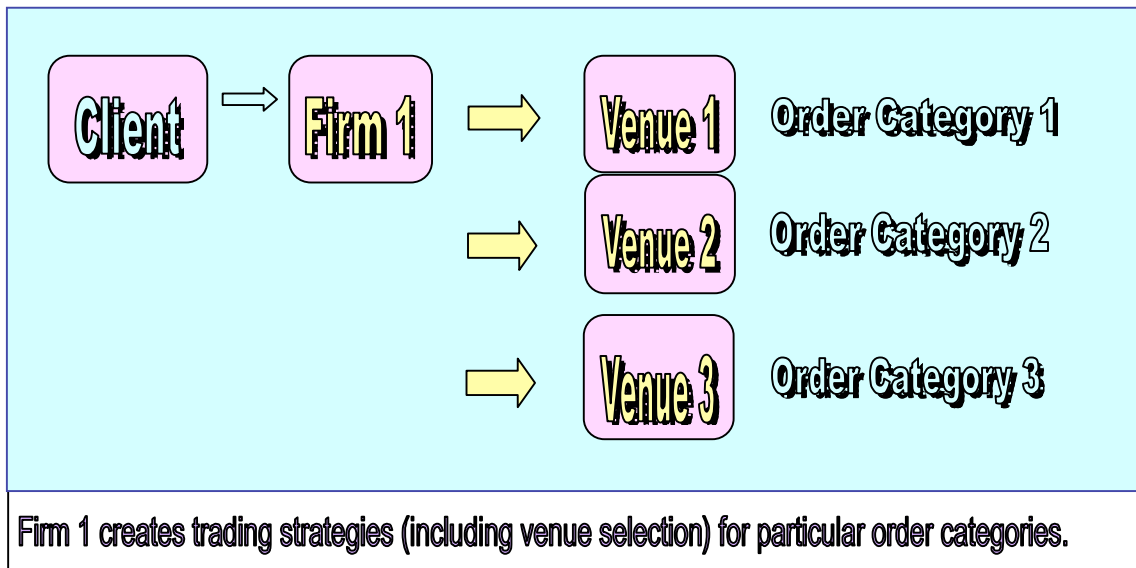 Client Firm 1 Venue 1 Order Category 1
Venue 2 Order Category 2
Venue 3 Order Category 3
Firm 1 creates trading strategies (including venue selection) for particular order categories.